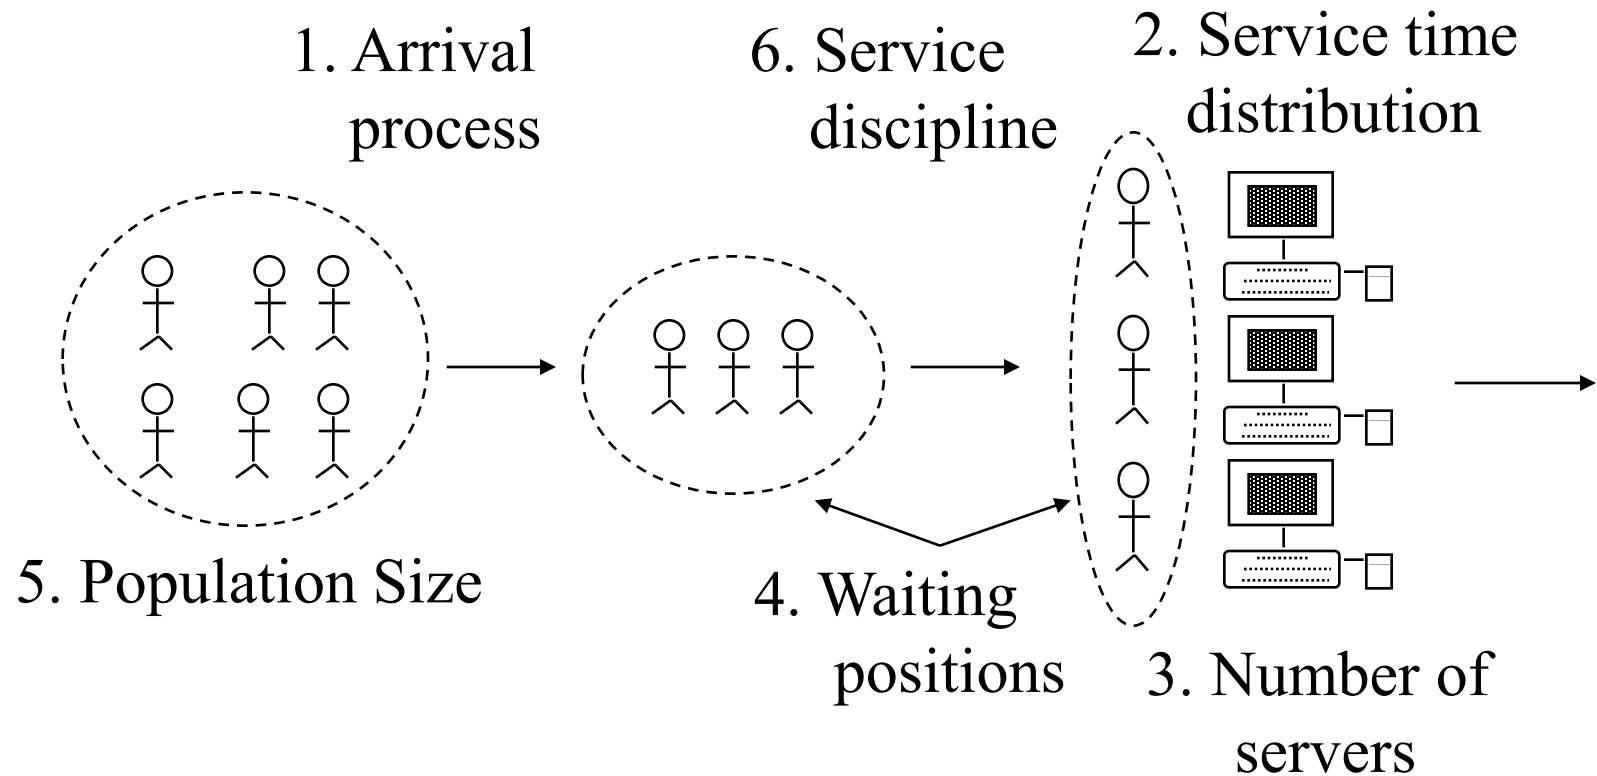 1. Arrival
process
6. Service
discipline
2. Service time
distribution
5. Population Size
4. Waiting
positions
3. Number of
servers